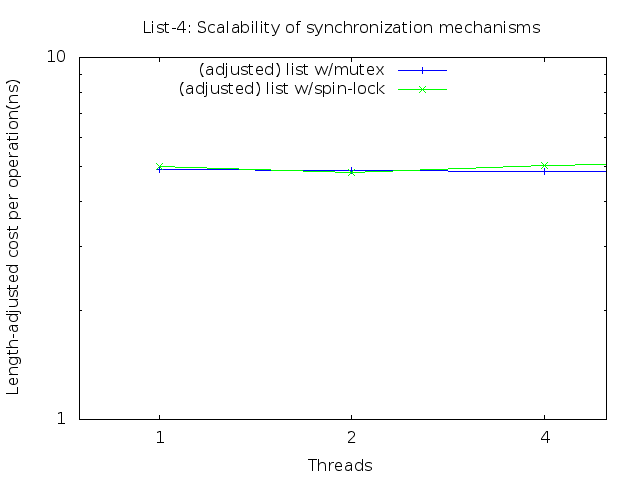 List-4: Scalability of synchronization mechanisms
10
(adjusted) list w/mutex
(adjusted) list w/spin-lock
Length-adjusted cost per operation(ns)
1
1 2 4
Threads